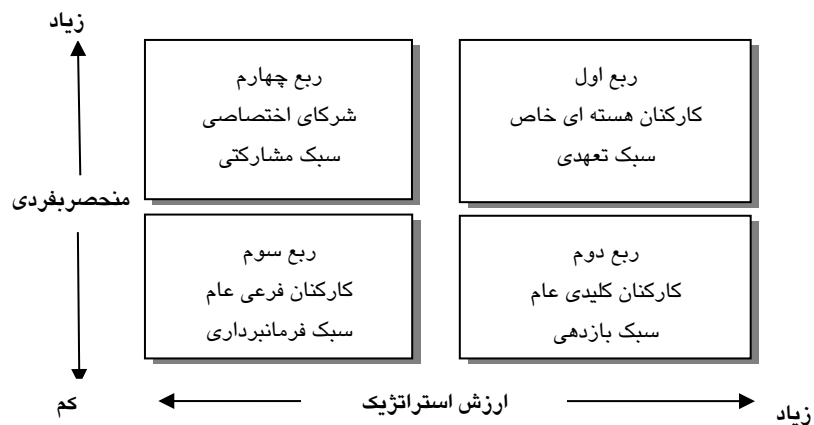 زیاد
ربع اول
کارکنان هسته ای خاص
سبک تعهدی
ربع چهارم
شرکای اختصاصی
سبک مشارکتی
منحصربفردی
ربع دوم
کارکنان کلیدی عام
سبک بازدهی
ربع سوم
کارکنان فرعی عام
سبک فرمانبرداری
زیاد
ارزش استراتژیک
کم